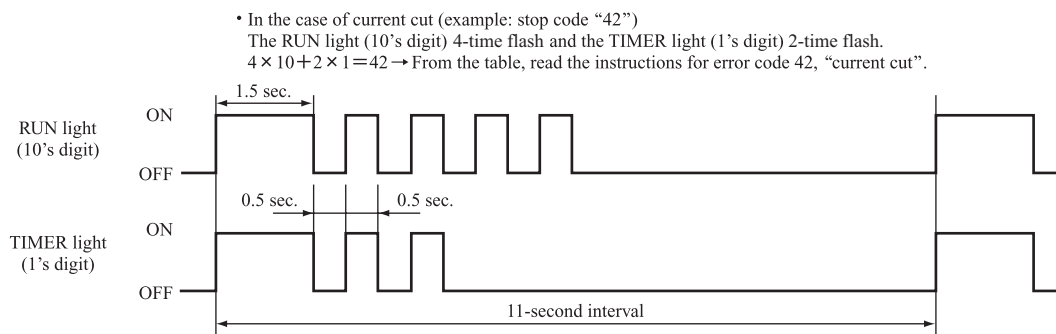 • In the case of current cut (example: stop code “42”)
The RUN light (10’s digit) 4-time flash and the TIMER light (1’s digit) 2-time flash.
4 × 10＋2 × 1＝42 → From the table, read the instructions for error code 42, “current cut”.
1.5 sec.
RUN light
(10’s digit)
ON
OFF
0.5 sec.
0.5 sec.
TIMER light
(1’s digit)
ON
OFF
11-second interval